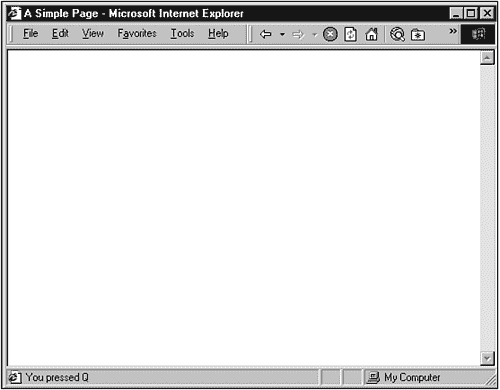 A Simple Page - Microsoft Internet Explorer
File Edit View Favorites Tools Help »
You pressed Q My Computer